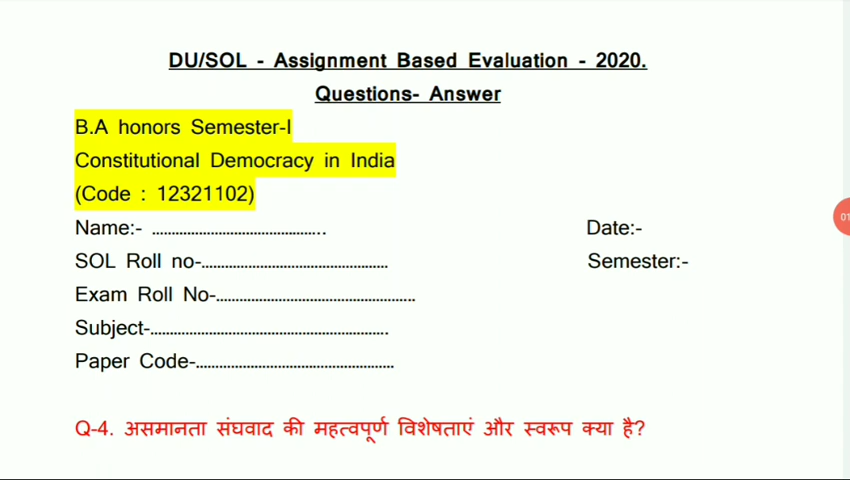 DU/SOL - Assignment Based Evaluation - 2020.
Questions- Answer
B.A honors Semester-I
Constitutional Democracy in India
(Code : 12321102)
Name:- ............................................. Date:-
SOL Roll no-................................................ Semester:-
Exam Roll No-...................................................
Subject-.............................................................
Paper Code-...................................................
Q-4. असमानता संघवाद की महत्वपूर्ण विशेषताएं और स्वरूप क्या है?